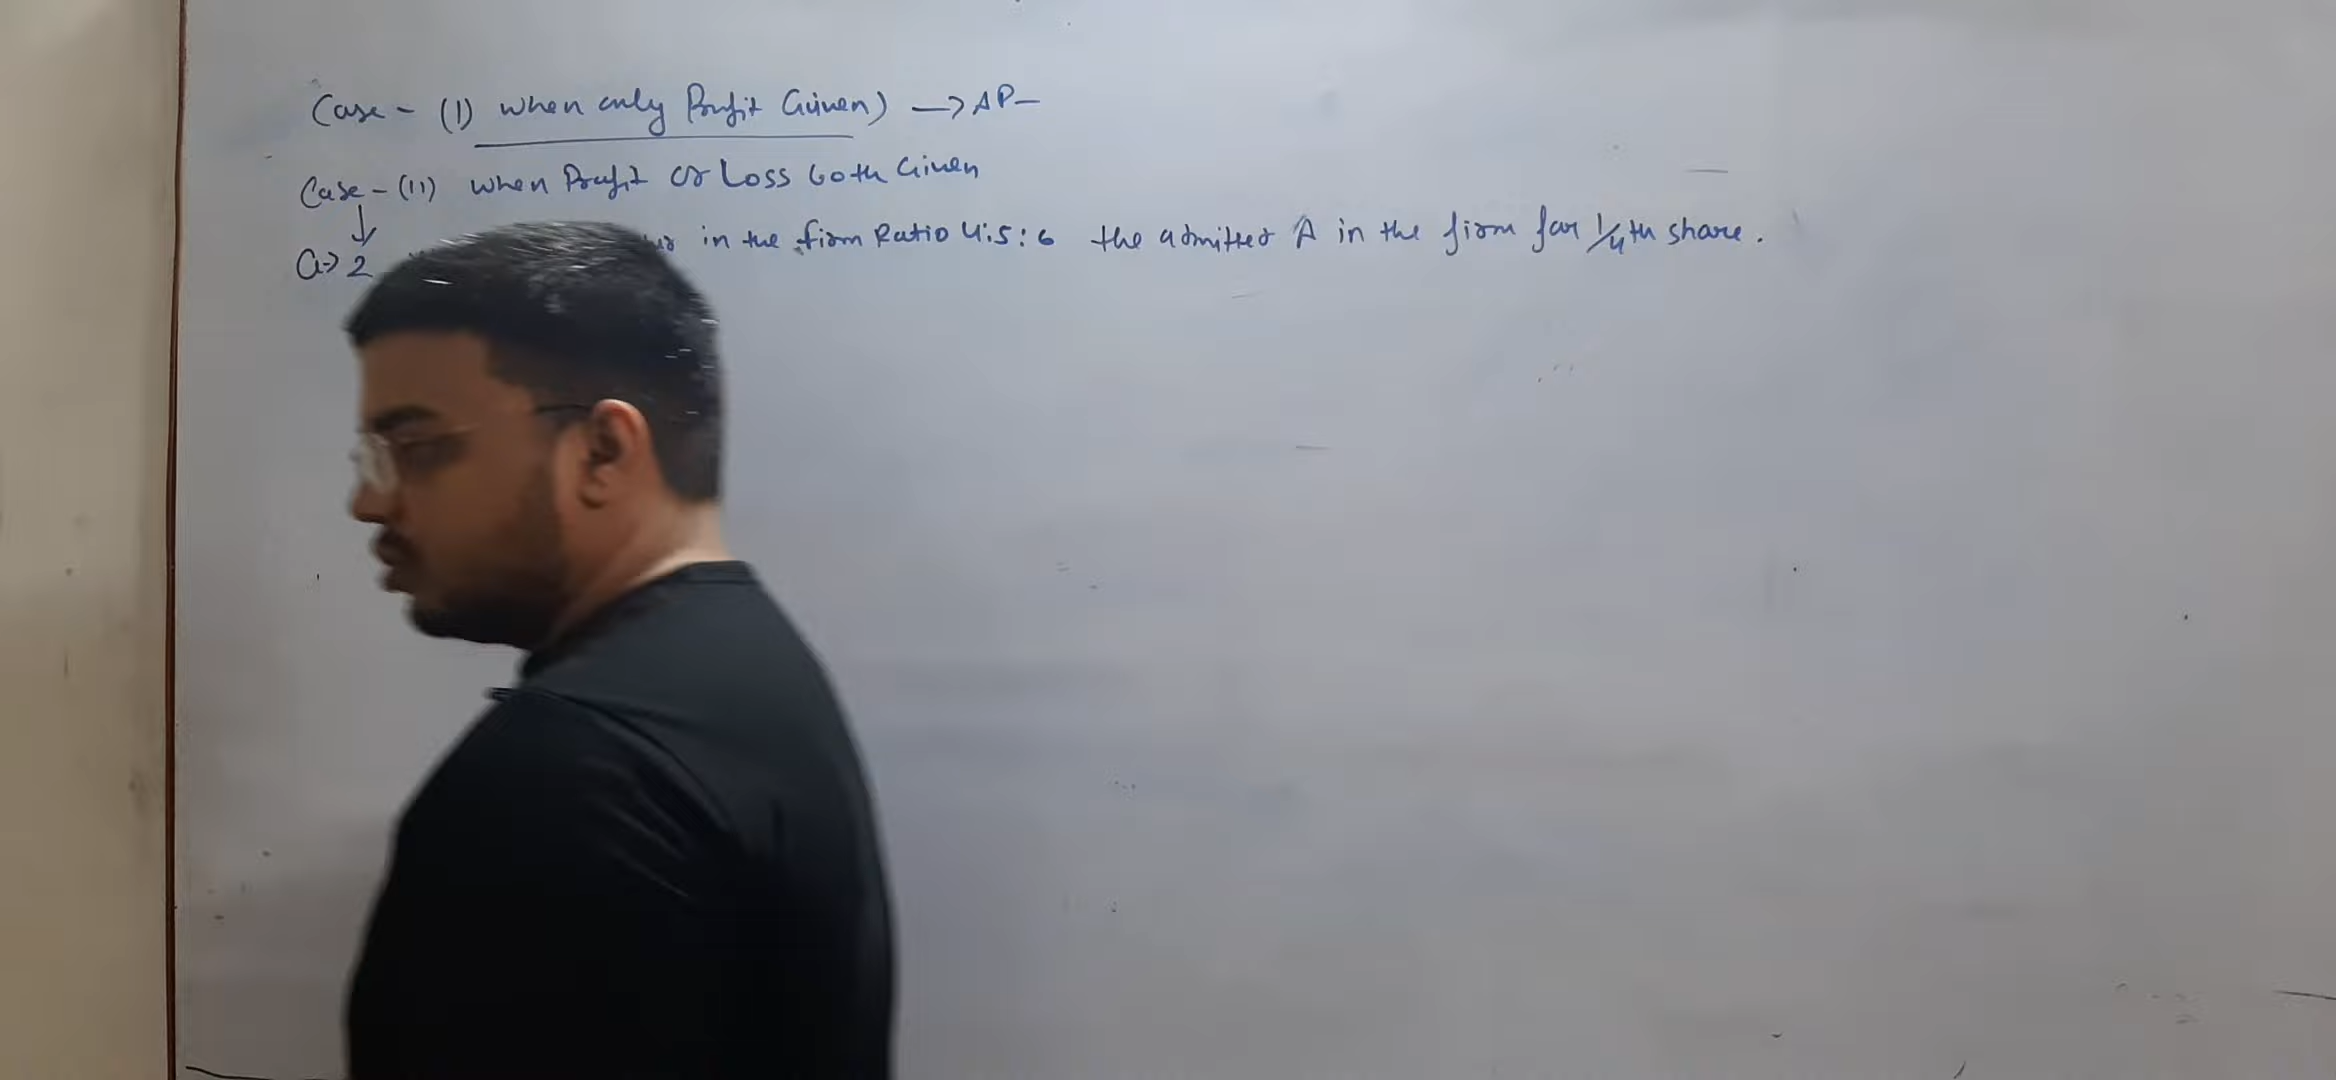 Case - (I) when only Profit Given) → AP-
Case - (II) when Profit or Loss both Given
Q→ 2 in the firm Ratio 4:5:6 the admitted A in the firm for 1/4th share.